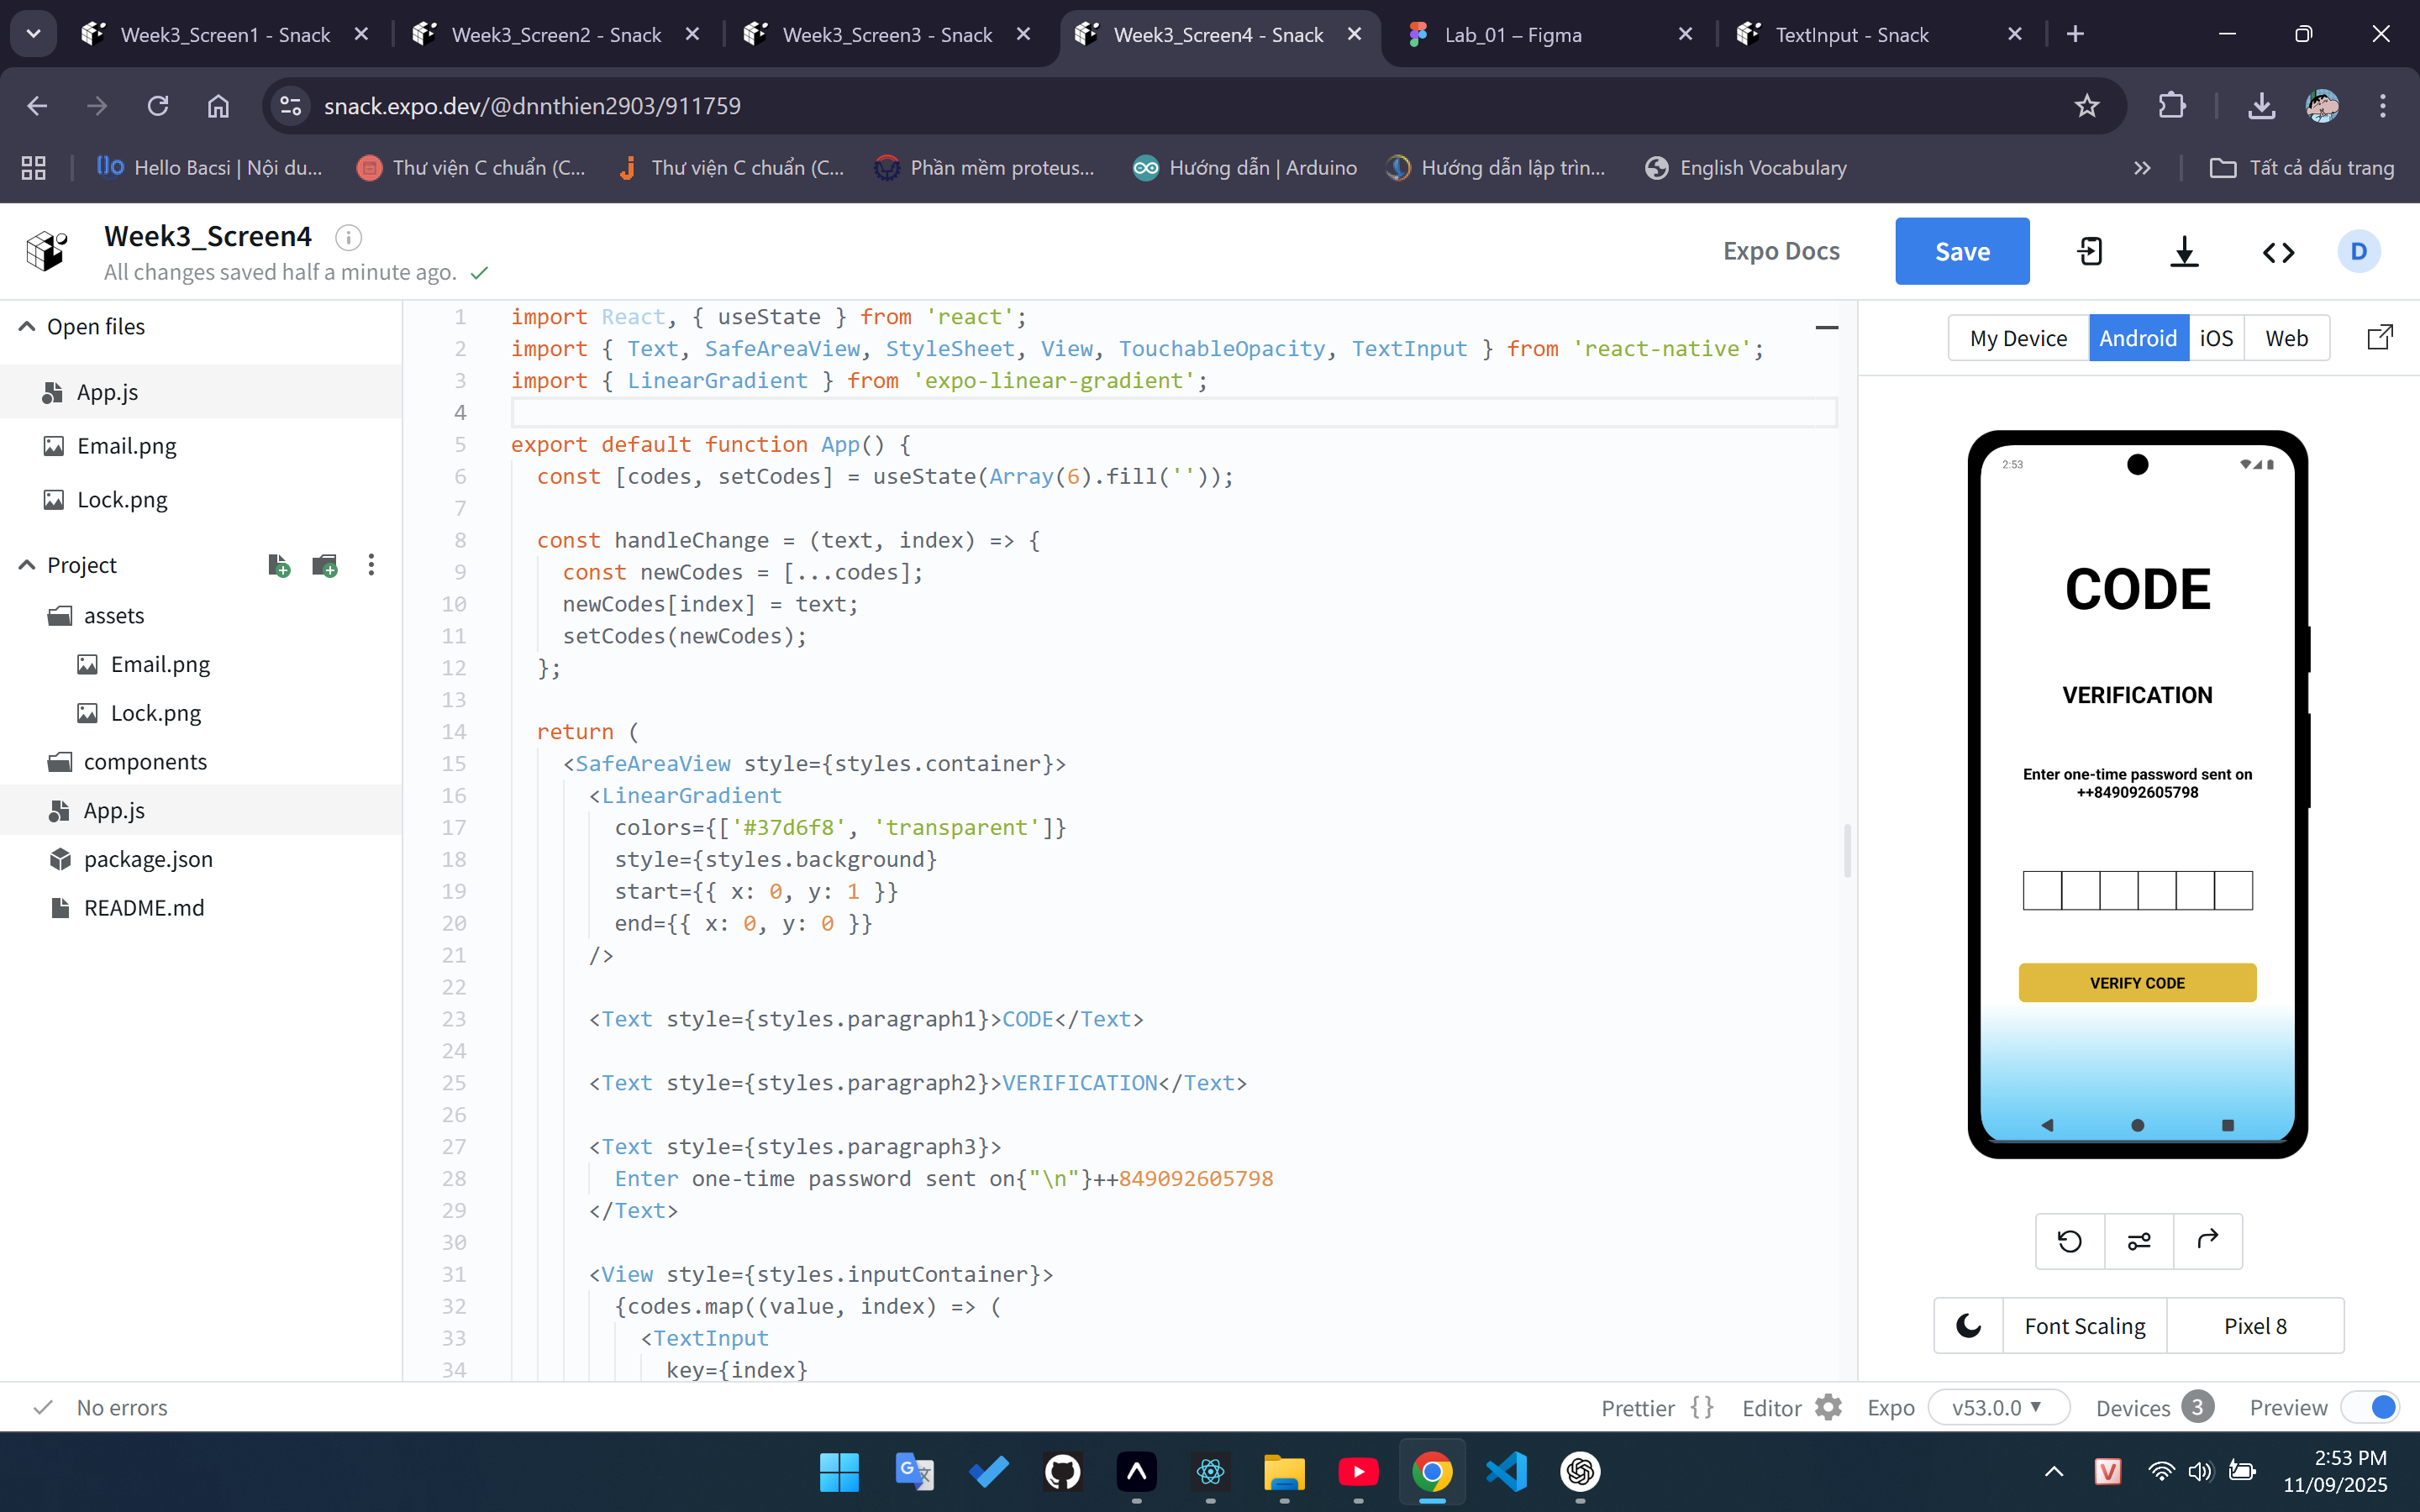 Week3_Screen1 - Snack
Week3_Screen2 - Snack
Week3_Screen3 - Snack
Week3_Screen4 - Snack
Lab_01 – Figma
TextInput - Snack
snack.expo.dev/@dnnthien2903/911759
Hello Bacsi | Nội du...
Thư viện C chuẩn (C...
Thư viện C chuẩn (C...
Phần mềm proteus...
Hướng dẫn | Arduino
Hướng dẫn lập trìn...
English Vocabulary
Tất cả dấu trang
Week3_Screen4
All changes saved half a minute ago.
Expo Docs
Save
D
Open files
App.js
Email.png
Lock.png
Project
assets
Email.png
Lock.png
components
App.js
package.json
README.md
1 import React, { useState } from 'react';
2 import { Text, SafeAreaView, StyleSheet, View, TouchableOpacity, TextInput } from 'react-native';
3 import { LinearGradient } from 'expo-linear-gradient';
4
5 export default function App() {
6 const [codes, setCodes] = useState(Array(6).fill(''));
7
8 const handleChange = (text, index) => {
9 const newCodes = [...codes];
10 newCodes[index] = text;
11 setCodes(newCodes);
12 };
13
14 return (
15 <SafeAreaView style={styles.container}>
16 <LinearGradient
17 colors={['#37d6f8', 'transparent']}
18 style={styles.background}
19 start={{ x: 0, y: 1 }}
20 end={{ x: 0, y: 0 }}
21 />
22
23 <Text style={styles.paragraph1}>CODE</Text>
24
25 <Text style={styles.paragraph2}>VERIFICATION</Text>
26
27 <Text style={styles.paragraph3}>
28 Enter one-time password sent on{"\n"}++849092605798
29 </Text>
30
31 <View style={styles.inputContainer}>
32 {codes.map((value, index) => (
33 <TextInput
34 key={index}
My Device
Android
iOS
Web
2:53
CODE
VERIFICATION
Enter one-time password sent on
++849092605798
VERIFY CODE
Font Scaling
Pixel 8
No errors
Prettier {}
Editor
Expo
v53.0.0
Devices 3
Preview
2:53 PM
11/09/2025